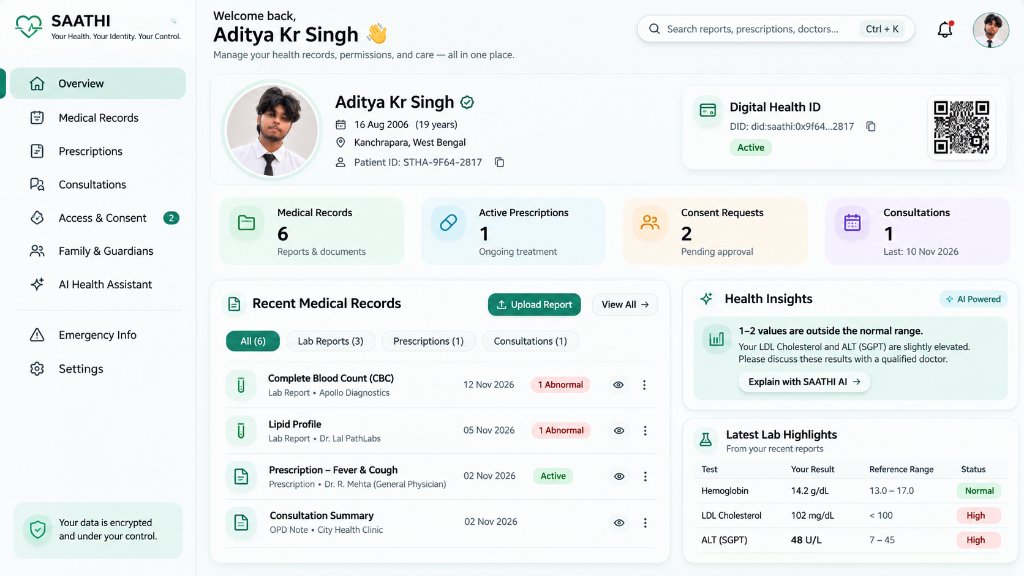 SAATHI
Your Health. Your Identity. Your Control.
Overview
Medical Records
Prescriptions
Consultations
Access & Consent 2
Family & Guardians
AI Health Assistant
Emergency Info
Settings
Your data is encrypted
and under your control.
Welcome back,
Aditya Kr Singh 👋
Manage your health records, permissions, and care — all in one place.
Search reports, prescriptions, doctors... Ctrl + K
Aditya Kr Singh
16 Aug 2006 (19 years)
Kanchrapara, West Bengal
Patient ID: STHA-9F64-2817
Digital Health ID
DID: did:saathi:0x9f64...2817
Active
Medical Records
6
Reports & documents
Active Prescriptions
1
Ongoing treatment
Consent Requests
2
Pending approval
Consultations
1
Last: 10 Nov 2026
Recent Medical Records
Upload Report
View All →
All (6)
Lab Reports (3)
Prescriptions (1)
Consultations (1)
Complete Blood Count (CBC)
Lab Report • Apollo Diagnostics
12 Nov 2026
1 Abnormal
Lipid Profile
Lab Report • Dr. Lal PathLabs
05 Nov 2026
1 Abnormal
Prescription – Fever & Cough
Prescription • Dr. R. Mehta (General Physician)
02 Nov 2026
Active
Consultation Summary
OPD Note • City Health Clinic
02 Nov 2026
Health Insights
AI Powered
1–2 values are outside the normal range.
Your LDL Cholesterol and ALT (SGPT) are slightly elevated.
Please discuss these results with a qualified doctor.
Explain with SAATHI AI →
Latest Lab Highlights
From your recent reports
Test Your Result Reference Range Status
Hemoglobin 14.2 g/dL 13.0 – 17.0 Normal
LDL Cholesterol 102 mg/dL < 100 High
ALT (SGPT) 48 U/L 7 – 45 High